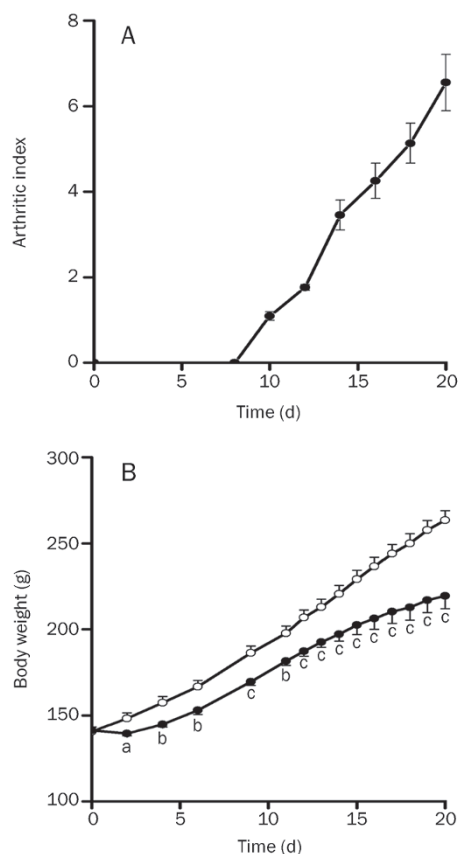 A
8
6
4
2
0
Arthritic index
0 5 10 15 20
Time (d)
B
300
250
200
150
100
Body weight (g)
a b b c b c c c c c c c c c
0 5 10 15 20
Time (d)